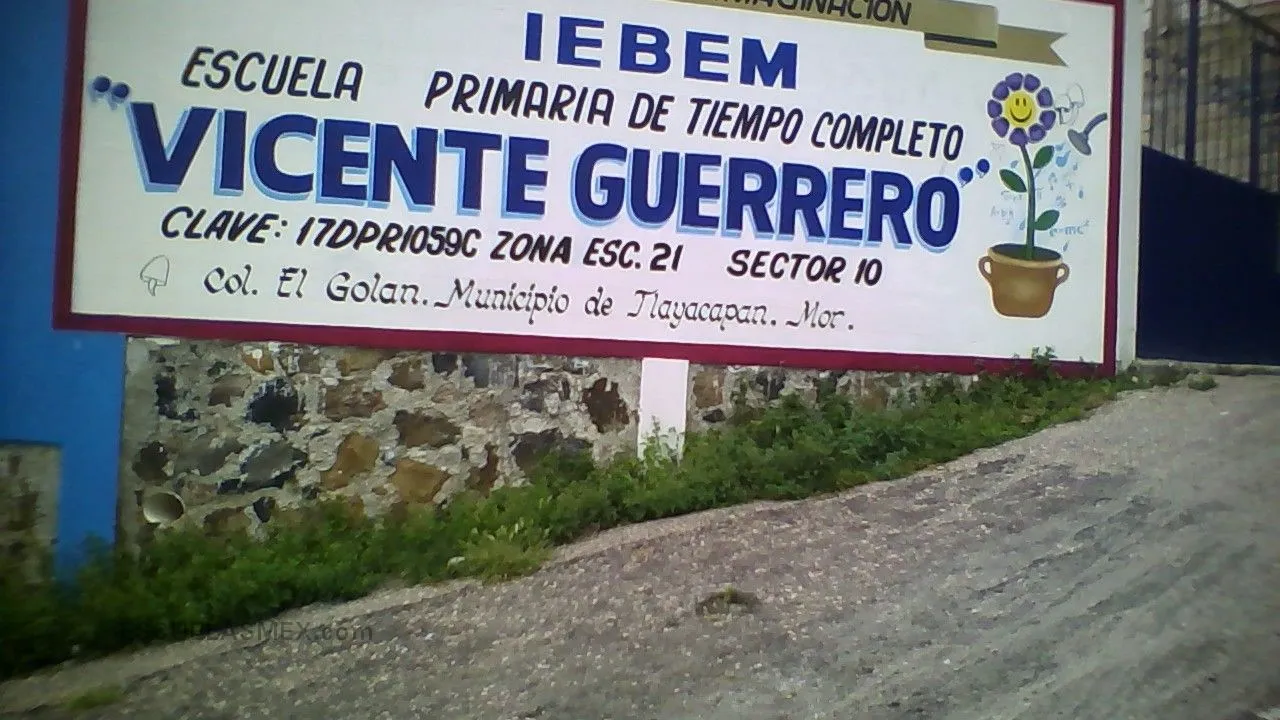 IMAGINACIÓN
IEBEM
ESCUELA PRIMARIA DE TIEMPO COMPLETO
"VICENTE GUERRERO"
CLAVE: 17DPR1059C ZONA ESC. 21 SECTOR 10
Col. El Golan. Municipio de Tlayacapan. Mor.